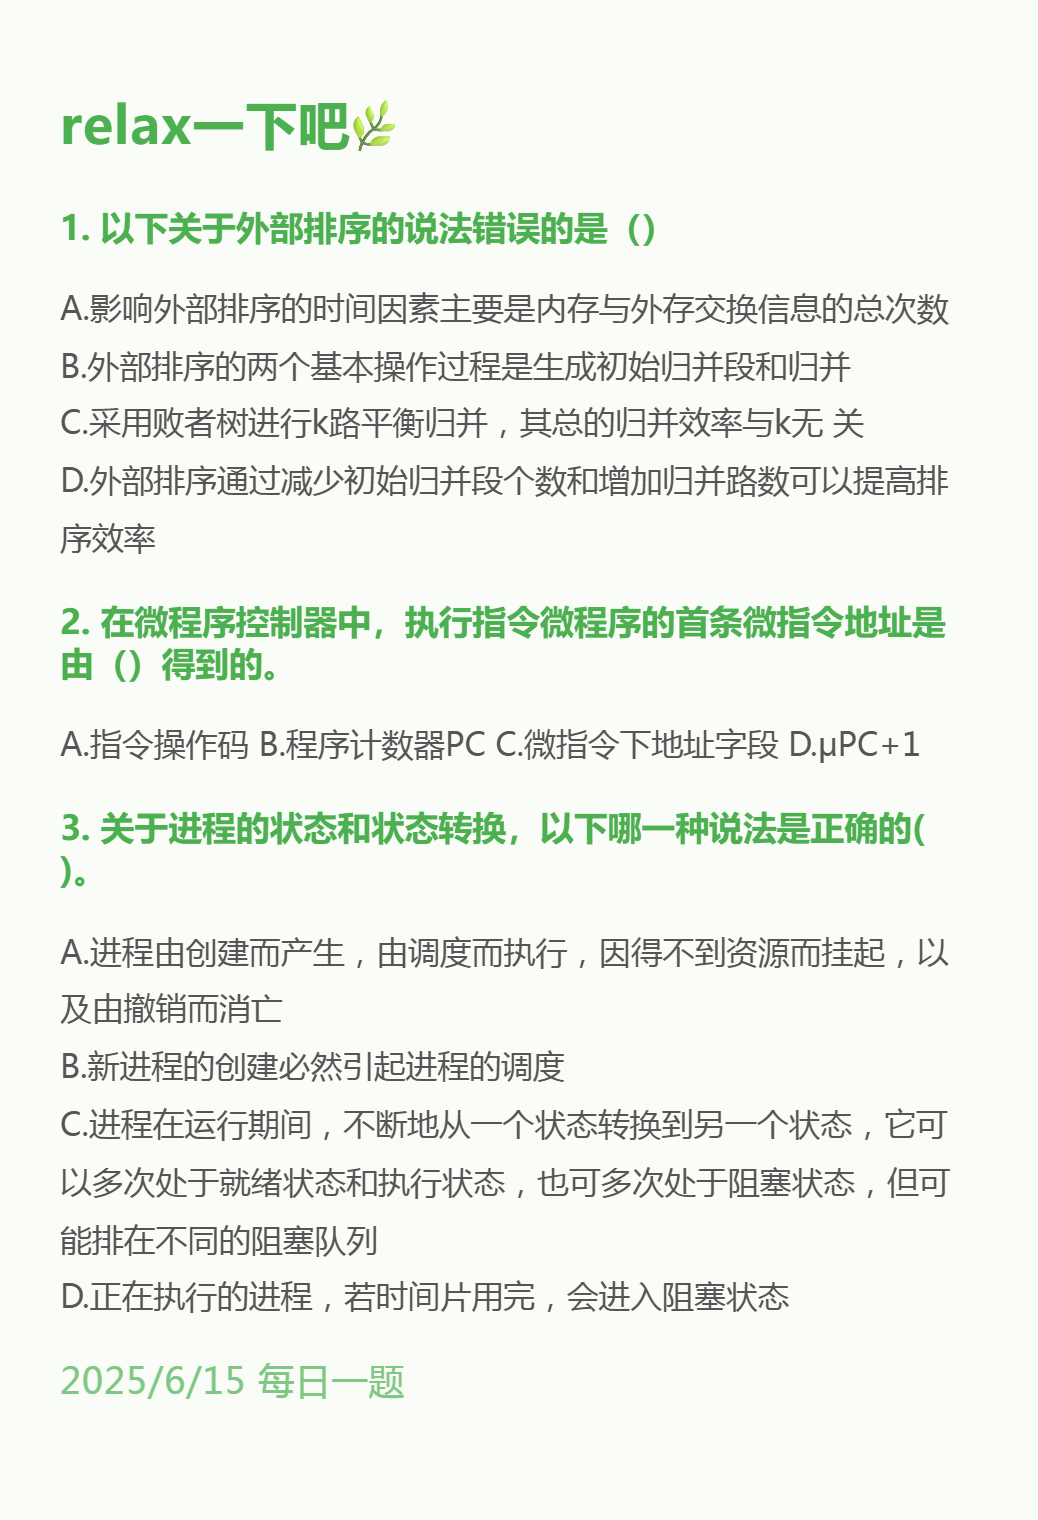 relax一下吧🌿
1. 以下关于外部排序的说法错误的是（）
A.影响外部排序的时间因素主要是内存与外存交换信息的总次数
B.外部排序的两个基本操作过程是生成初始归并段和归并
C.采用败者树进行k路平衡归并，其总的归并效率与k无 关
D.外部排序通过减少初始归并段个数和增加归并路数可以提高排
序效率
2. 在微程序控制器中，执行指令微程序的首条微指令地址是
由（）得到的。
A.指令操作码 B.程序计数器PC C.微指令下地址字段 D.μPC+1
3. 关于进程的状态和状态转换，以下哪一种说法是正确的(
)。
A.进程由创建而产生，由调度而执行，因得不到资源而挂起，以
及由撤销而消亡
B.新进程的创建必然引起进程的调度
C.进程在运行期间，不断地从一个状态转换到另一个状态，它可
以多次处于就绪状态和执行状态，也可多次处于阻塞状态，但可
能排在不同的阻塞队列
D.正在执行的进程，若时间片用完，会进入阻塞状态
2025/6/15 每日一题